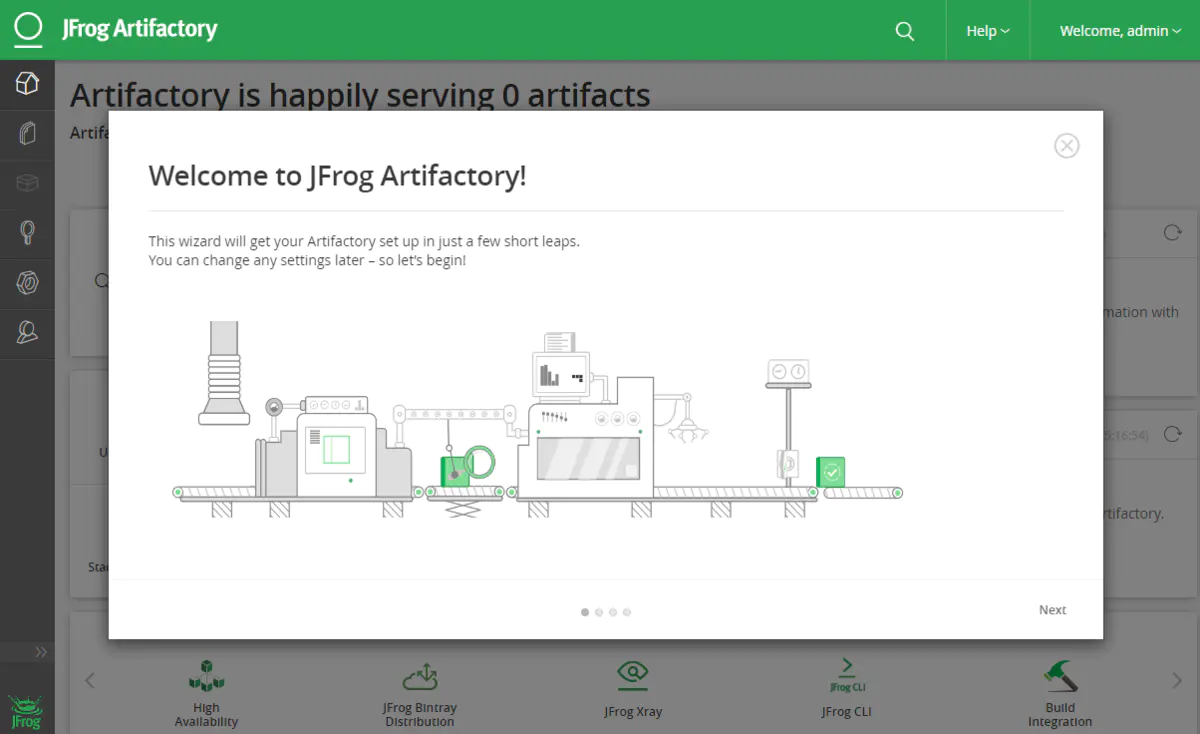 JFrog Artifactory
Help
Welcome, admin
Artifactory is happily serving 0 artifacts
Welcome to JFrog Artifactory!
This wizard will get your Artifactory set up in just a few short leaps.
You can change any settings later – so let's begin!
mation with
5:16:54)
rtifactory.
Next
High
Availability
JFrog Bintray
Distribution
JFrog Xray
JFrog CLI
JFrog CLI
Build
Integration
JFrog